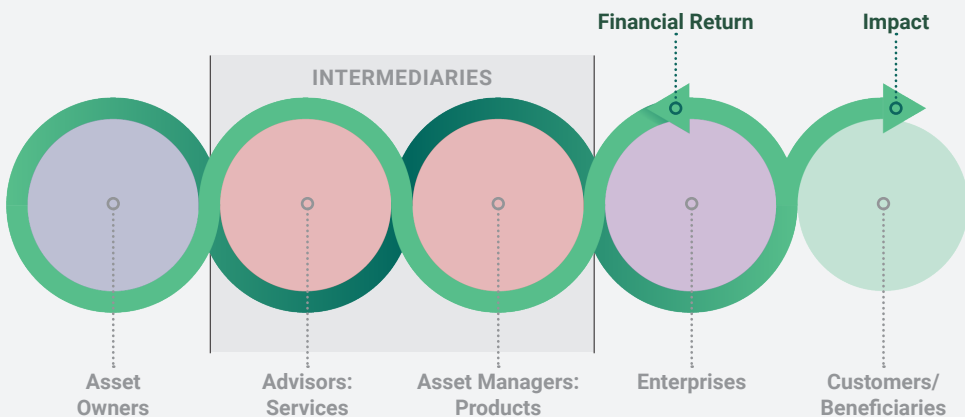 Financial Return
Impact
INTERMEDIARIES
Asset
Owners
Advisors:
Services
Asset Managers:
Products
Enterprises
Customers/
Beneficiaries